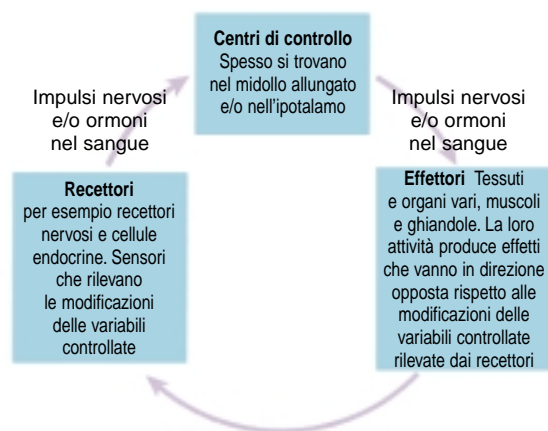 Centri di controllo
Spesso si trovano
nel midollo allungato
e/o nell'ipotalamo
Impulsi nervosi
e/o ormoni
nel sangue
Impulsi nervosi
e/o ormoni
nel sangue
Recettori
per esempio recettori
nervosi e cellule
endocrine. Sensori
che rilevano
le modificazioni
delle variabili
controllate
Effettori Tessuti
e organi vari, muscoli
e ghiandole. La loro
attività produce effetti
che vanno in direzione
opposta rispetto alle
modificazioni delle
variabili controllate
rilevate dai recettori